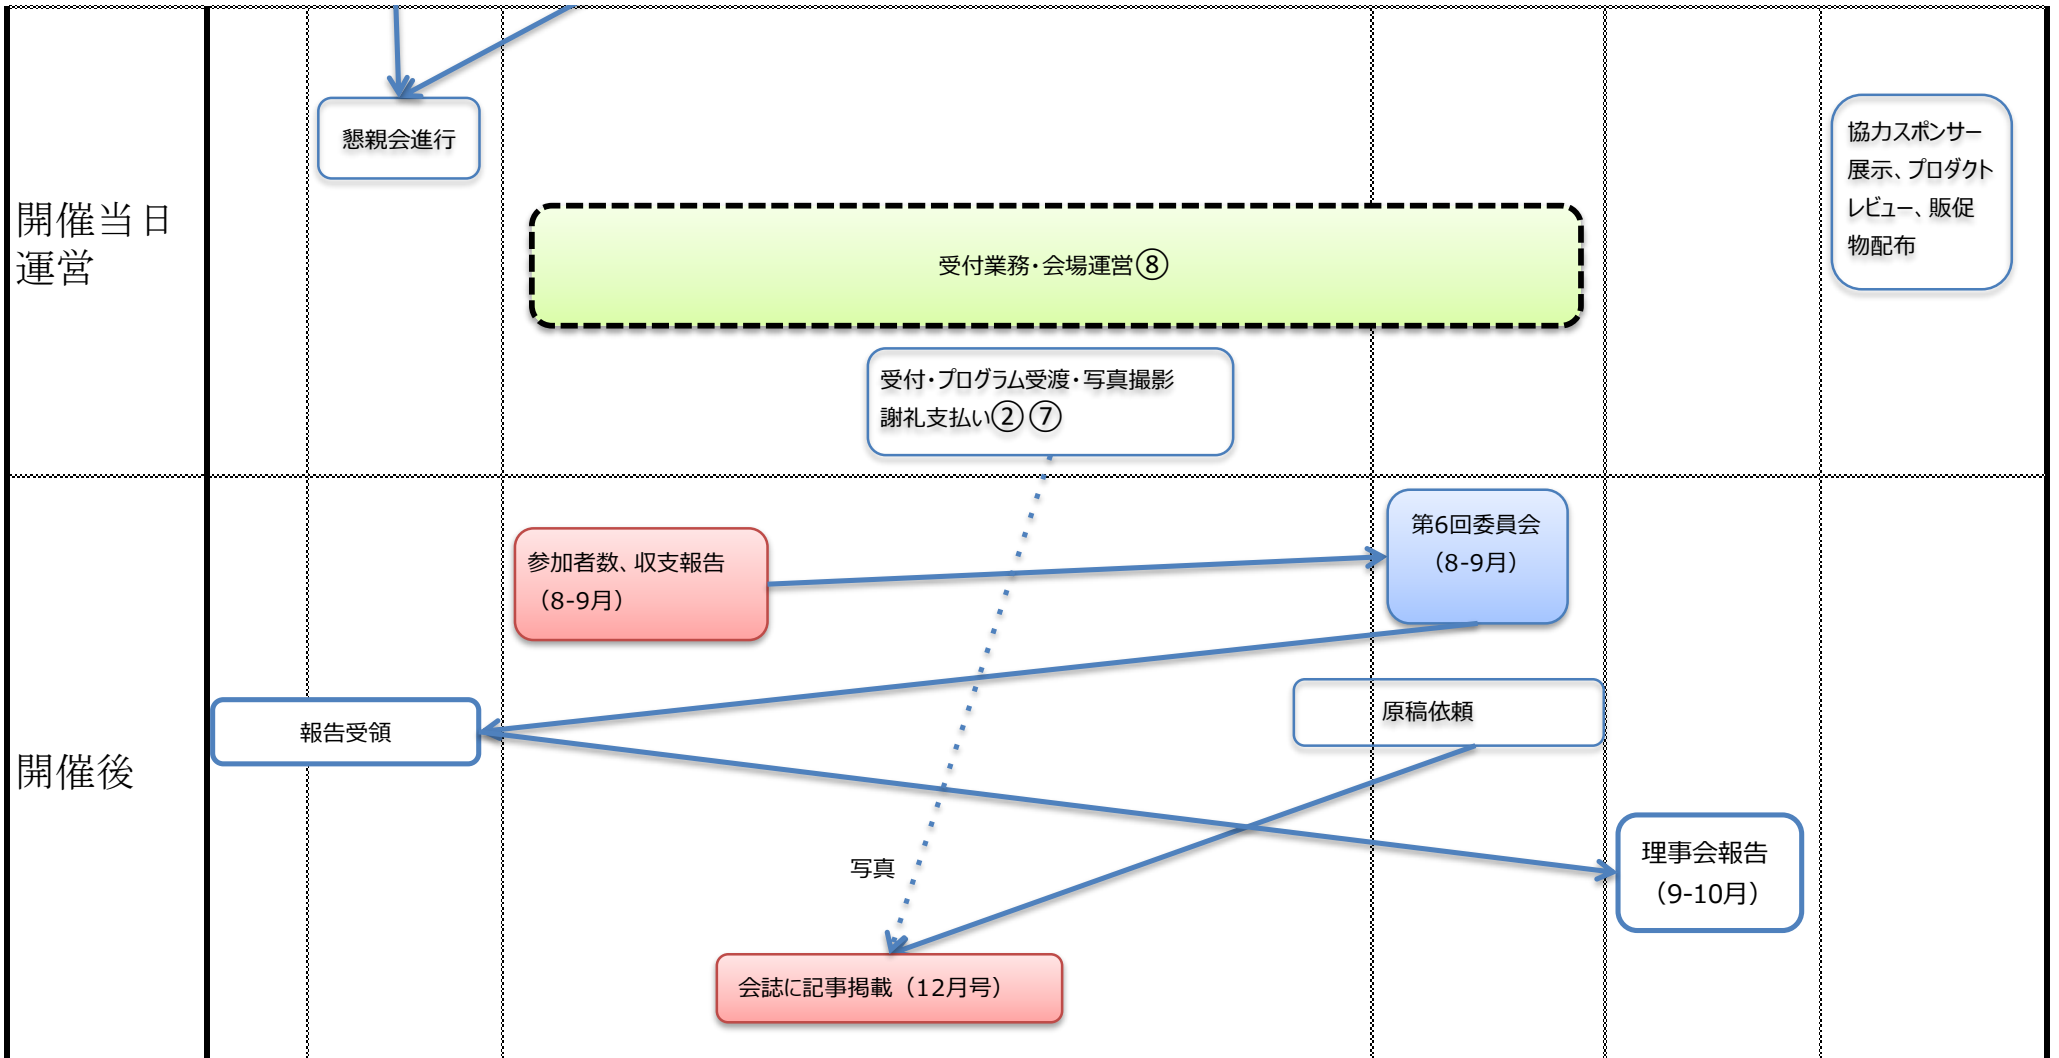 開催当日
運営
懇親会進行
協力スポンサー
展示、プロダクト
レビュー、販促
物配布
受付業務・会場運営⑧
受付・プログラム受渡・写真撮影
謝礼支払い②⑦
開催後
参加者数、収支報告
（8-9月）
第6回委員会
（8-9月）
報告受領
原稿依頼
理事会報告
（9-10月）
写真
会誌に記事掲載（12月号）